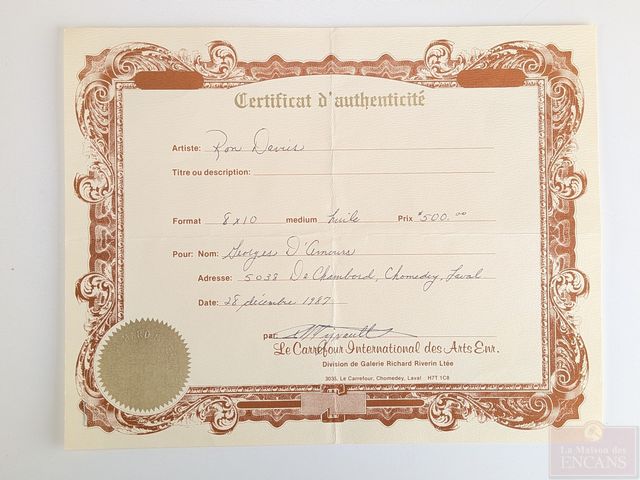 Certificat d'authenticité
Artiste: Ron Davis
Titre ou description:
Format 8x10 medium huile Prix $500.00
Pour: Nom: Georges D'Amours
Adresse: 5038 De Chambord, Chomedey, Laval
Date: 28 décembre 1987
par:
Le Carrefour International des Arts Enr.
Division de Galerie Richard Riverin Ltée
3035, Le Carrefour, Chomedey, Laval H7T 1C8
La Maison des
ENCANS